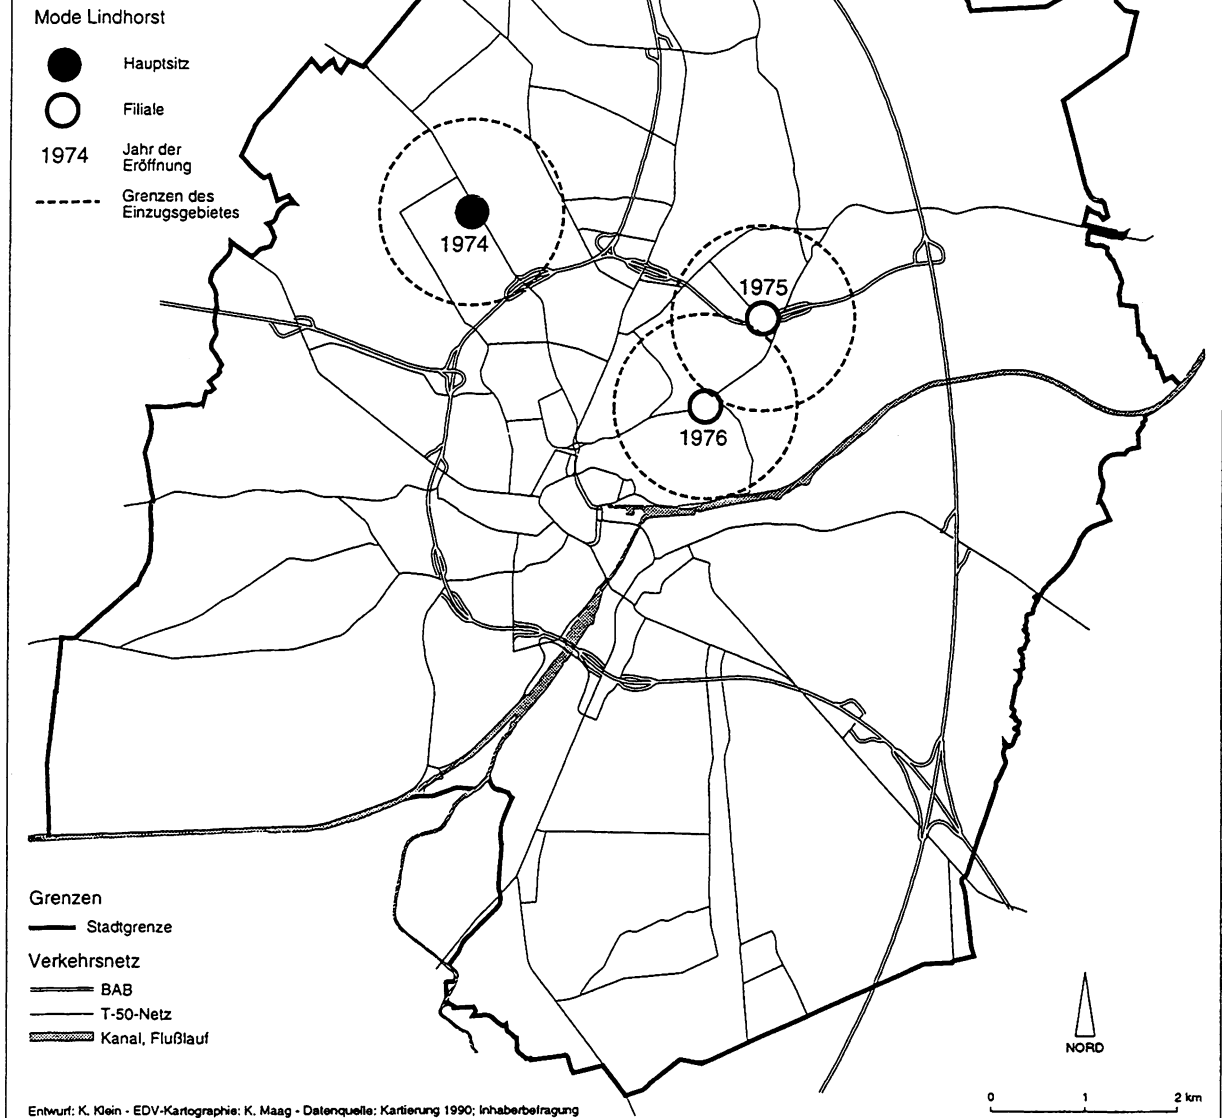 Mode Lindhorst
Hauptsitz
Filiale
1974
Jahr der
Eröffnung
Grenzen des
Einzugsgebietes
1974
1975
1976
Grenzen
Stadtgrenze
Verkehrsnetz
BAB
T-50-Netz
Kanal, Flußlauf
NORD
0 1 2 km
Entwurf: K. Klein - EDV-Kartographie: K. Maag - Datenquelle: Kartierung 1990; Inhaberbefragung